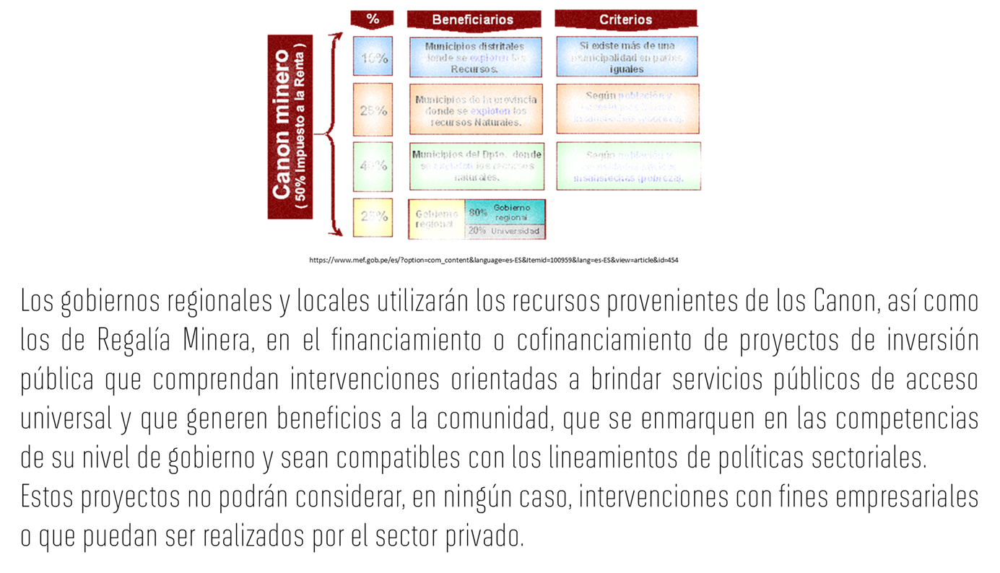 %
Beneficiarios
Criterios
Canon minero
( 50% Impuesto a la Renta )
10%
Municipios distritales
donde se exploten los
Recursos.
Si existe más de una
municipalidad en partes
iguales
25%
Municipios de la provincia
donde se exploten los
recursos Naturales.
Según población y
40%
Municipios del Dpto. donde
se exploten los recursos
naturales.
Según población y
insatisfechas (pobreza).
25%
Gobierno
regional
80% Gobierno
regional
20% Universidad
https://www.mef.gob.pe/es/?option=com_content&language=es-ES&Itemid=100959&lang=es-ES&view=article&id=454
Los gobiernos regionales y locales utilizarán los recursos provenientes de los Canon, así como
los de Regalía Minera, en el financiamiento o cofinanciamiento de proyectos de inversión
pública que comprendan intervenciones orientadas a brindar servicios públicos de acceso
universal y que generen beneficios a la comunidad, que se enmarquen en las competencias
de su nivel de gobierno y sean compatibles con los lineamientos de políticas sectoriales.
Estos proyectos no podrán considerar, en ningún caso, intervenciones con fines empresariales
o que puedan ser realizados por el sector privado.